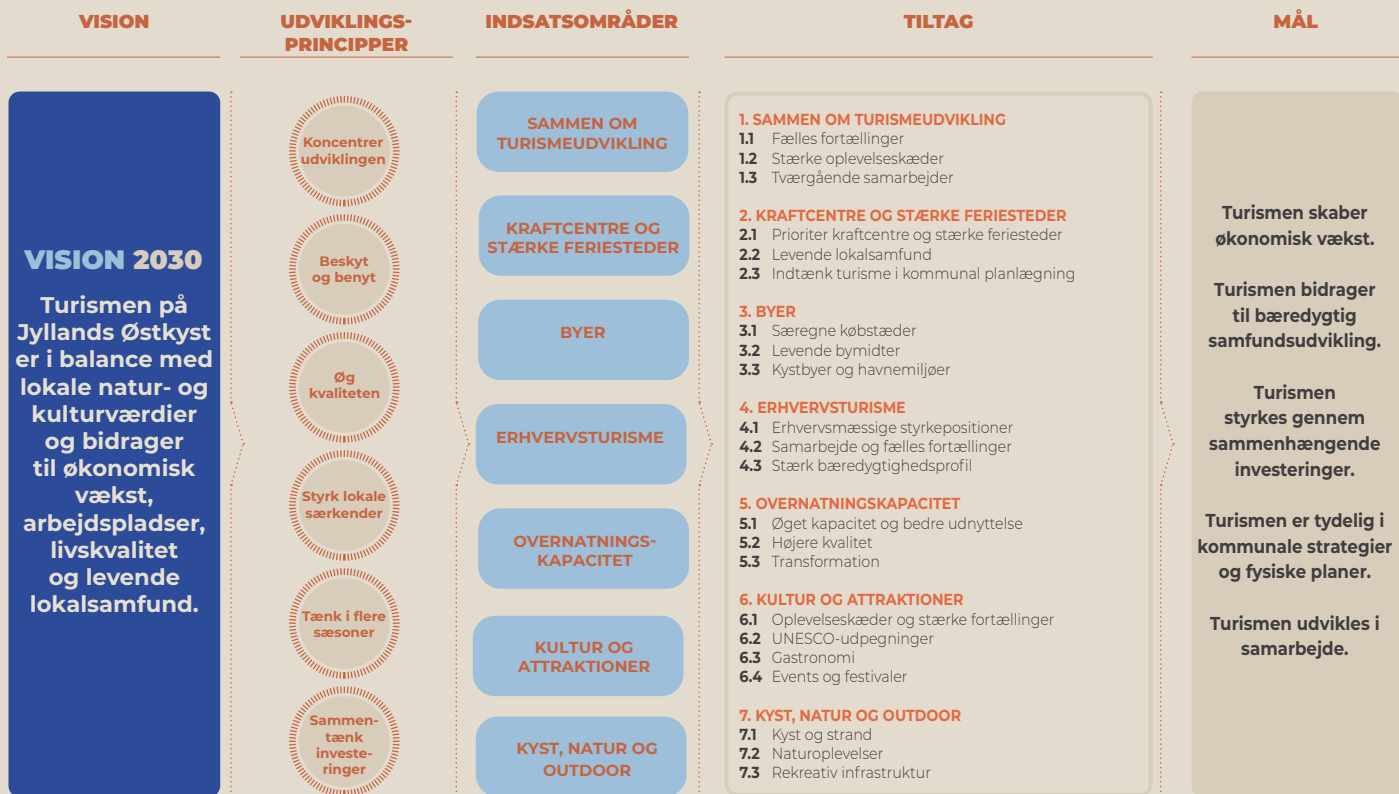 VISION
VISION 2030
Turismen på
Jyllands Østkyst
er i balance med
lokale natur- og
kulturværdier
og bidrager
til økonomisk
vækst,
arbejdspladser,
livskvalitet
og levende
lokalsamfund.
UDVIKLINGS-
PRINCIPPER
Koncentrer
udviklingen
Beskyt
og benyt
Øg
kvaliteten
Styrk lokale
særkender
Tænk i flere
sæsoner
Sammen-
tænk
investe-
ringer
INDSATSOMRÅDER
SAMMEN OM
TURISMEUDVIKLING
KRAFTCENTRE OG
STÆRKE FERIESTEDER
BYER
ERHVERVSTURISME
OVERNATNINGS-
KAPACITET
KULTUR OG
ATTRAKTIONER
KYST, NATUR OG
OUTDOOR
TILTAG
1. SAMMEN OM TURISMEUDVIKLING
1.1 Fælles fortællinger
1.2 Stærke oplevelseskæder
1.3 Tværgående samarbejder
2. KRAFTCENTRE OG STÆRKE FERIESTEDER
2.1 Prioriter kraftcentre og stærke feriesteder
2.2 Levende lokalsamfund
2.3 Indtænk turisme i kommunal planlægning
3. BYER
3.1 Særegne købstæder
3.2 Levende bymidter
3.3 Kystbyer og havnemiljøer
4. ERHVERVSTURISME
4.1 Erhvervsmæssige styrkepositioner
4.2 Samarbejde og fælles fortællinger
4.3 Stærk bæredygtighedsprofil
5. OVERNATNINGSKAPACITET
5.1 Øget kapacitet og bedre udnyttelse
5.2 Højere kvalitet
5.3 Transformation
6. KULTUR OG ATTRAKTIONER
6.1 Oplevelseskæder og stærke fortællinger
6.2 UNESCO-udpegninger
6.3 Gastronomi
6.4 Events og festivaler
7. KYST, NATUR OG OUTDOOR
7.1 Kyst og strand
7.2 Naturoplevelser
7.3 Rekreativ infrastruktur
MÅL
Turismen skaber
økonomisk vækst.
Turismen bidrager
til bæredygtig
samfundsudvikling.
Turismen
styrkes gennem
sammenhængende
investeringer.
Turismen er tydelig i
kommunale strategier
og fysiske planer.
Turismen udvikles i
samarbejde.